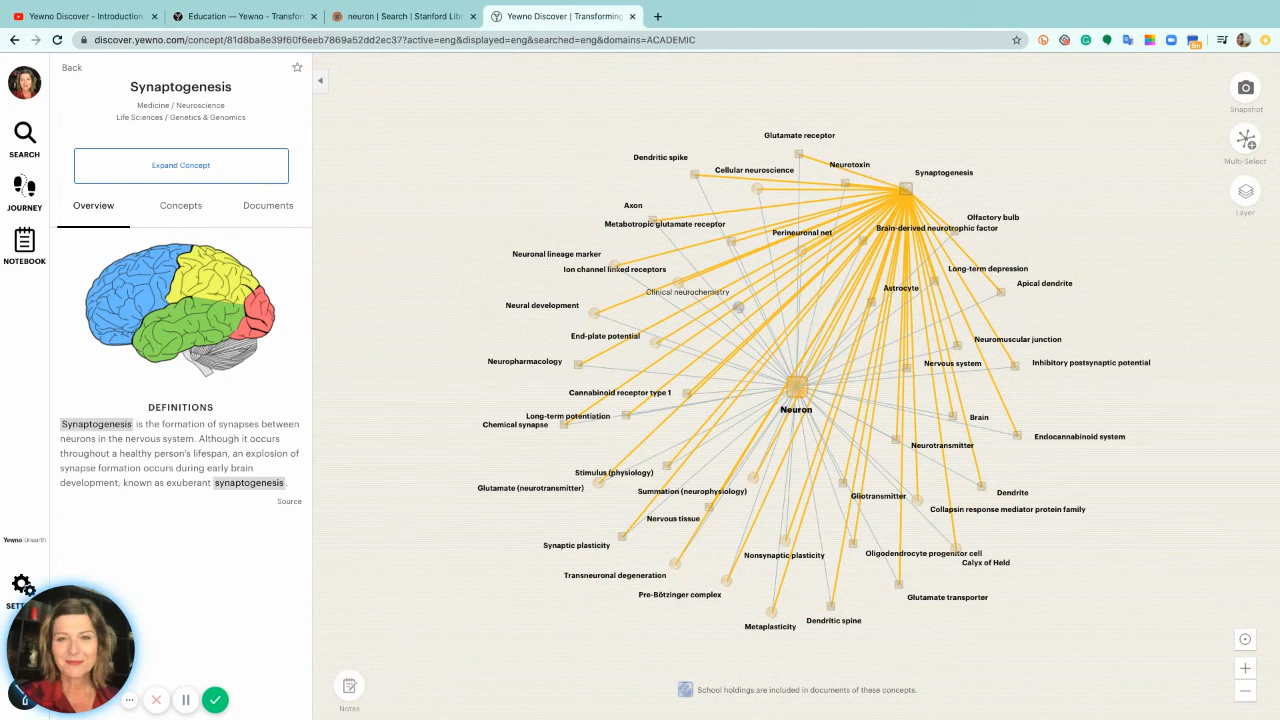 Yewno Discover - Introduction
Education — Yewno - Transfor
neuron | Search | Stanford Lib
Yewno Discover | Transforming
discover.yewno.com/concept/81d8ba8e39f60f6eeb7869a52dd2ec37?active=eng&displayed=eng&searched=eng&domains=ACADEMIC
SEARCH
JOURNEY
NOTEBOOK
Yewno Unearth
Back
Synaptogenesis
Medicine / Neuroscience
Life Sciences / Genetics & Genomics
Expand Concept
Overview
Concepts
Documents
DEFINITIONS
Synaptogenesis is the formation of synapses between
neurons in the nervous system. Although it occurs
throughout a healthy person's lifespan, an explosion of
synapse formation occurs during early brain
development, known as exuberant synaptogenesis.
Source
Glutamate receptor
Dendritic spike
Cellular neuroscience
Neurotoxin
Synaptogenesis
Axon
Metabotropic glutamate receptor
Perineuronal net
Olfactory bulb
Brain-derived neurotrophic factor
Neuronal lineage marker
Ion channel linked receptors
Long-term depression
Clinical neurochemistry
Astrocyte
Apical dendrite
Neural development
End-plate potential
Neuromuscular junction
Neuropharmacology
Nervous system
Inhibitory postsynaptic potential
Cannabinoid receptor type 1
Neuron
Long-term potentiation
Chemical synapse
Brain
Endocannabinoid system
Neurotransmitter
Stimulus (physiology)
Glutamate (neurotransmitter)
Summation (neurophysiology)
Gliotransmitter
Dendrite
Collapsin response mediator protein family
Nervous tissue
Synaptic plasticity
Nonsynaptic plasticity
Oligodendrocyte progenitor cell
Calyx of Held
Transneuronal degeneration
Pre-Bötzinger complex
Glutamate transporter
Metaplasticity
Dendritic spine
School holdings are included in documents of these concepts.
Notes
Snapshot
Multi-Select
Layer